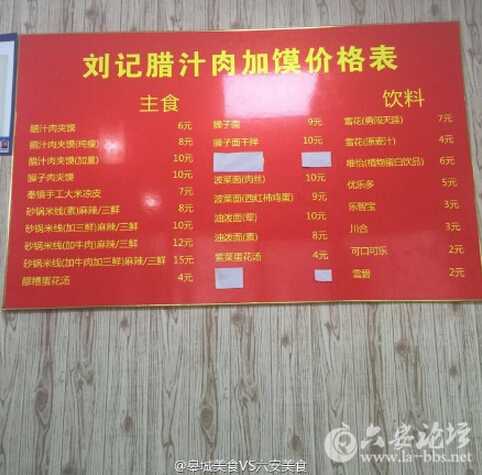 刘记腊汁肉加馍价格表
主食
腊汁肉夹馍 6元
腊汁肉夹馍(纯瘦) 8元
腊汁肉夹馍(加量) 10元
狮子肉夹馍 10元
秦镇手工大米凉皮 7元
砂锅米线(素)麻辣/三鲜 8元
砂锅米线(加三鲜)麻辣/三鲜 10元
砂锅米线(加牛肉)麻辣/三鲜 12元
砂锅米线(加牛肉加三鲜)麻辣/三鲜 15元
醪糟蛋花汤 4元
狮子面 9元
狮子面干拌 10元
菠菜面(肉丝) 10元
菠菜面(西红柿鸡蛋) 9元
油泼面(荤) 10元
油泼面(素) 8元
紫菜蛋花汤 4元
饮料
雪花(勇闯天涯) 7元
雪花(原麦汁) 4元
唯怡(植物蛋白饮品) 6元
优乐多 5元
乐智宝 3元
川合 3元
可口可乐 2元
雪碧 2元
@皋城美食VS六安美食
六安论坛
www.la-bbs.net